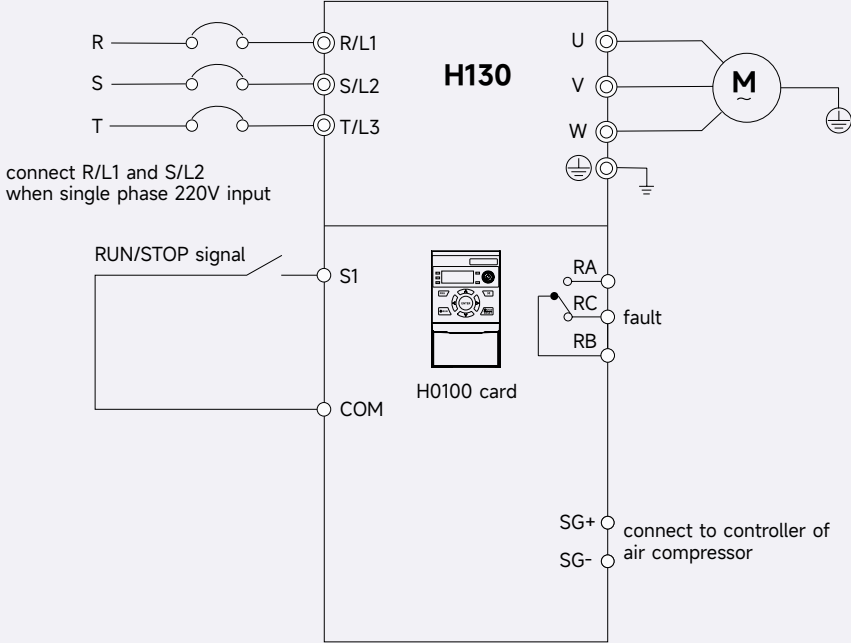 R
R/L1
U
S
S/L2
H130
V
M
~
T
T/L3
W
connect R/L1 and S/L2
when single phase 220V input
RUN/STOP signal
S1
RA
RC
fault
RB
H0100 card
COM
SG+
connect to controller of
air compressor
SG-